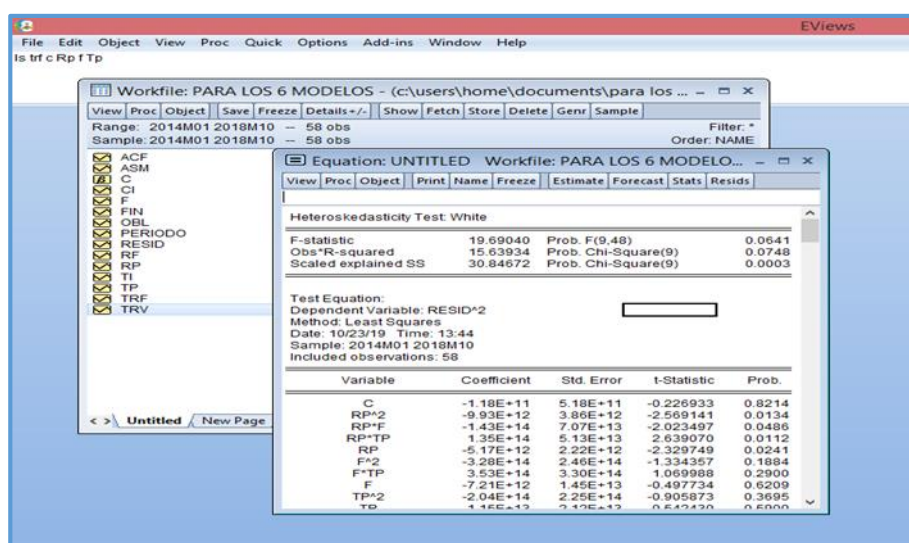 EViews
File Edit Object View Proc Quick Options Add-ins Window Help
ls trf c Rp f Tp
Workfile: PARA LOS 6 MODELOS - (c:\users\home\documents\para los ...
View Proc Object Save Freeze Details+/- Show Fetch Store Delete Genr Sample
Range: 2014M01 2018M10 -- 58 obs Filter: *
Sample: 2014M01 2018M10 -- 58 obs Order: NAME
ACF
ASM
C
CI
F
FIN
OBL
PERIODO
RESID
RF
RP
TI
TP
TRF
TRV
Untitled New Page
Equation: UNTITLED Workfile: PARA LOS 6 MODELO...
View Proc Object Print Name Freeze Estimate Forecast Stats Resids
Heteroskedasticity Test: White
F-statistic 19.69040 Prob. F(9,48) 0.0641
Obs*R-squared 15.63934 Prob. Chi-Square(9) 0.0748
Scaled explained SS 30.84672 Prob. Chi-Square(9) 0.0003
Test Equation:
Dependent Variable: RESID^2
Method: Least Squares
Date: 10/23/19 Time: 13:44
Sample: 2014M01 2018M10
Included observations: 58
Variable Coefficient Std. Error t-Statistic Prob.
C -1.18E+11 5.18E+11 -0.226933 0.8214
RP^2 -9.93E+12 3.86E+12 -2.569141 0.0134
RP*F -1.43E+14 7.07E+13 -2.023497 0.0486
RP*TP 1.35E+14 5.13E+13 2.639070 0.0112
RP -5.17E+12 2.22E+12 -2.329749 0.0241
F^2 -3.28E+14 2.46E+14 -1.334357 0.1884
F*TP 3.53E+14 3.30E+14 1.069988 0.2900
F -7.21E+12 1.45E+13 -0.497734 0.6209
TP^2 -2.04E+14 2.25E+14 -0.905873 0.3695
TP